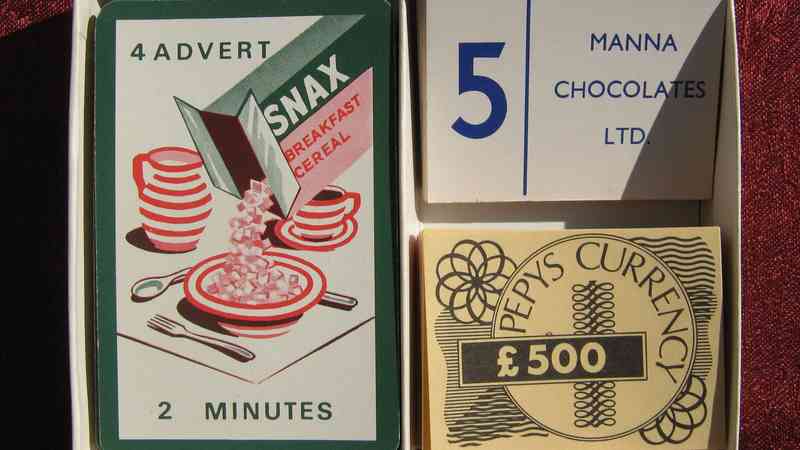 4 ADVERT
SNAX
BREAKFAST
CEREAL
2 MINUTES
5
MANNA
CHOCOLATES
LTD.
PEPYS CURRENCY
£500